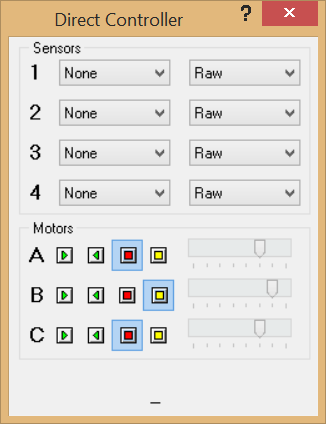 Direct Controller ? ×
Sensors
1 None Raw
2 None Raw
3 None Raw
4 None Raw
Motors
A
B
C
–